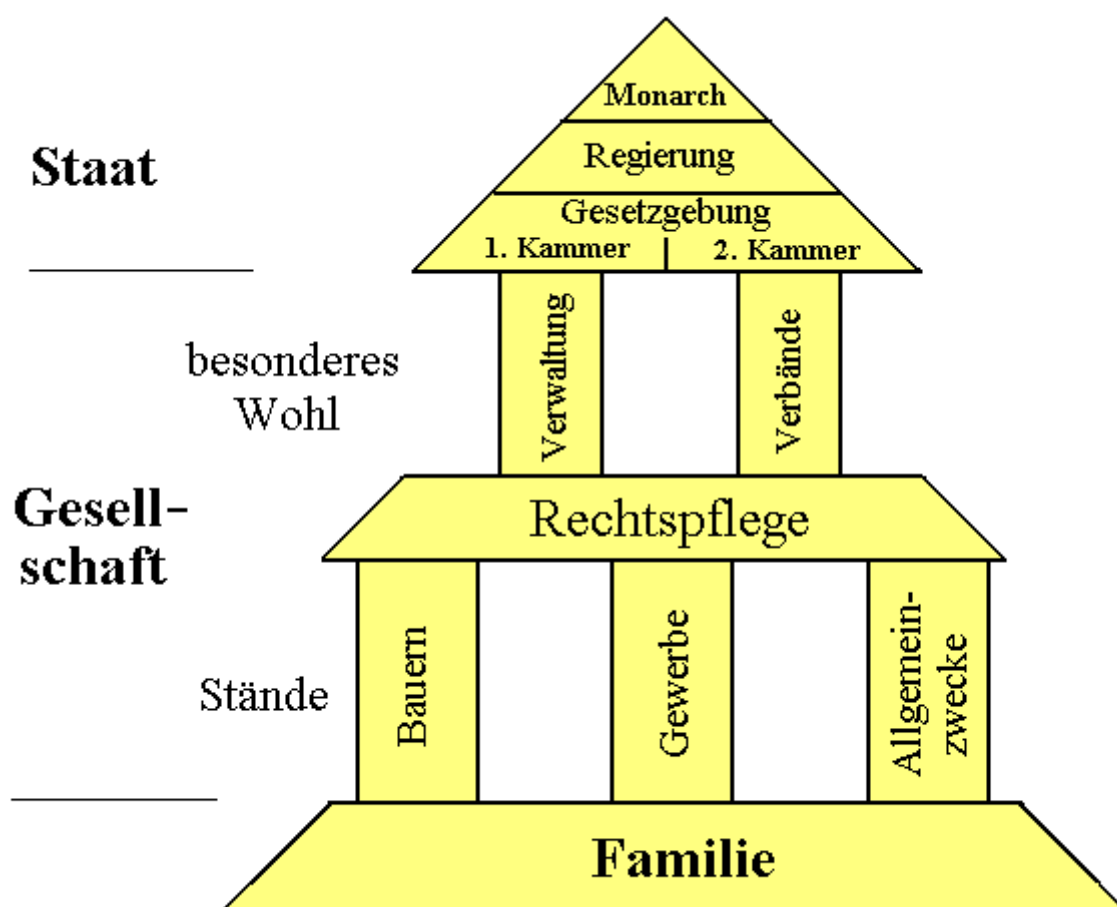 Monarch
Staat
Regierung
Gesetzgebung
1. Kammer
2. Kammer
besonderes
Wohl
Verwaltung
Verbände
Gesell-
schaft
Rechtspflege
Stände
Bauern
Gewerbe
Allgemein-
zwecke
Familie